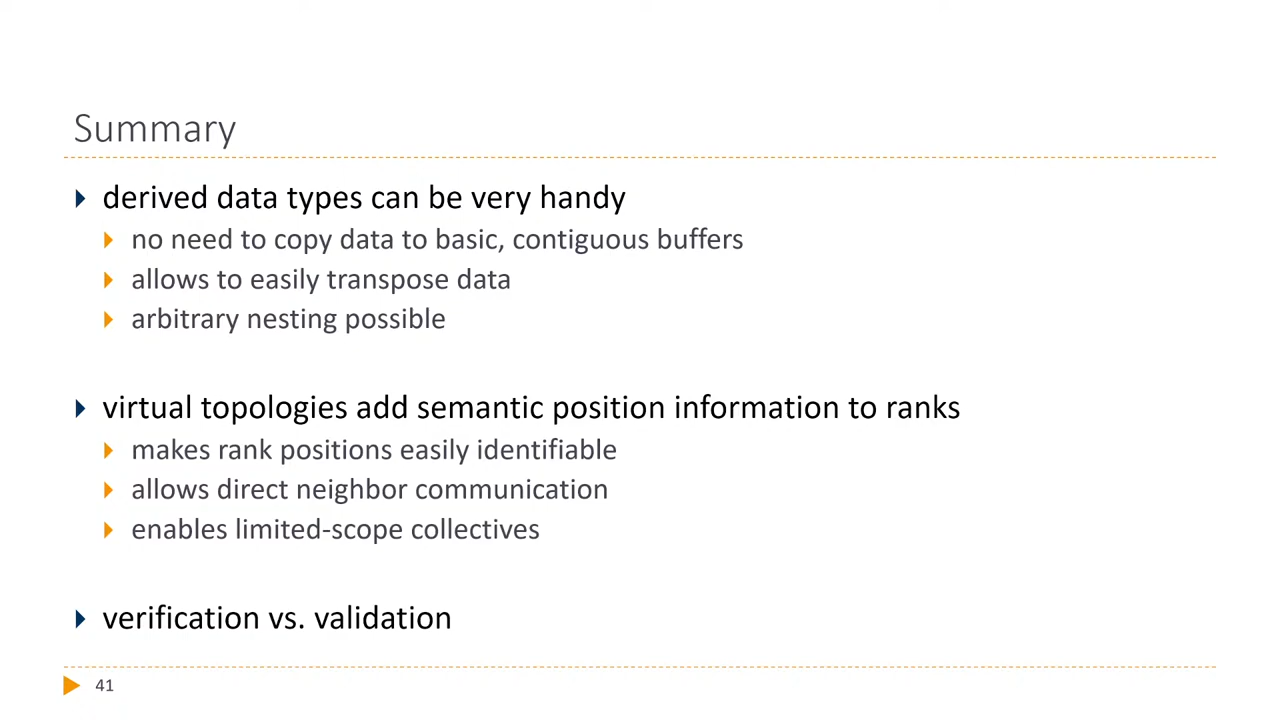 Summary
derived data types can be very handy
no need to copy data to basic, contiguous buffers
allows to easily transpose data
arbitrary nesting possible
virtual topologies add semantic position information to ranks
makes rank positions easily identifiable
allows direct neighbor communication
enables limited-scope collectives
verification vs. validation
41